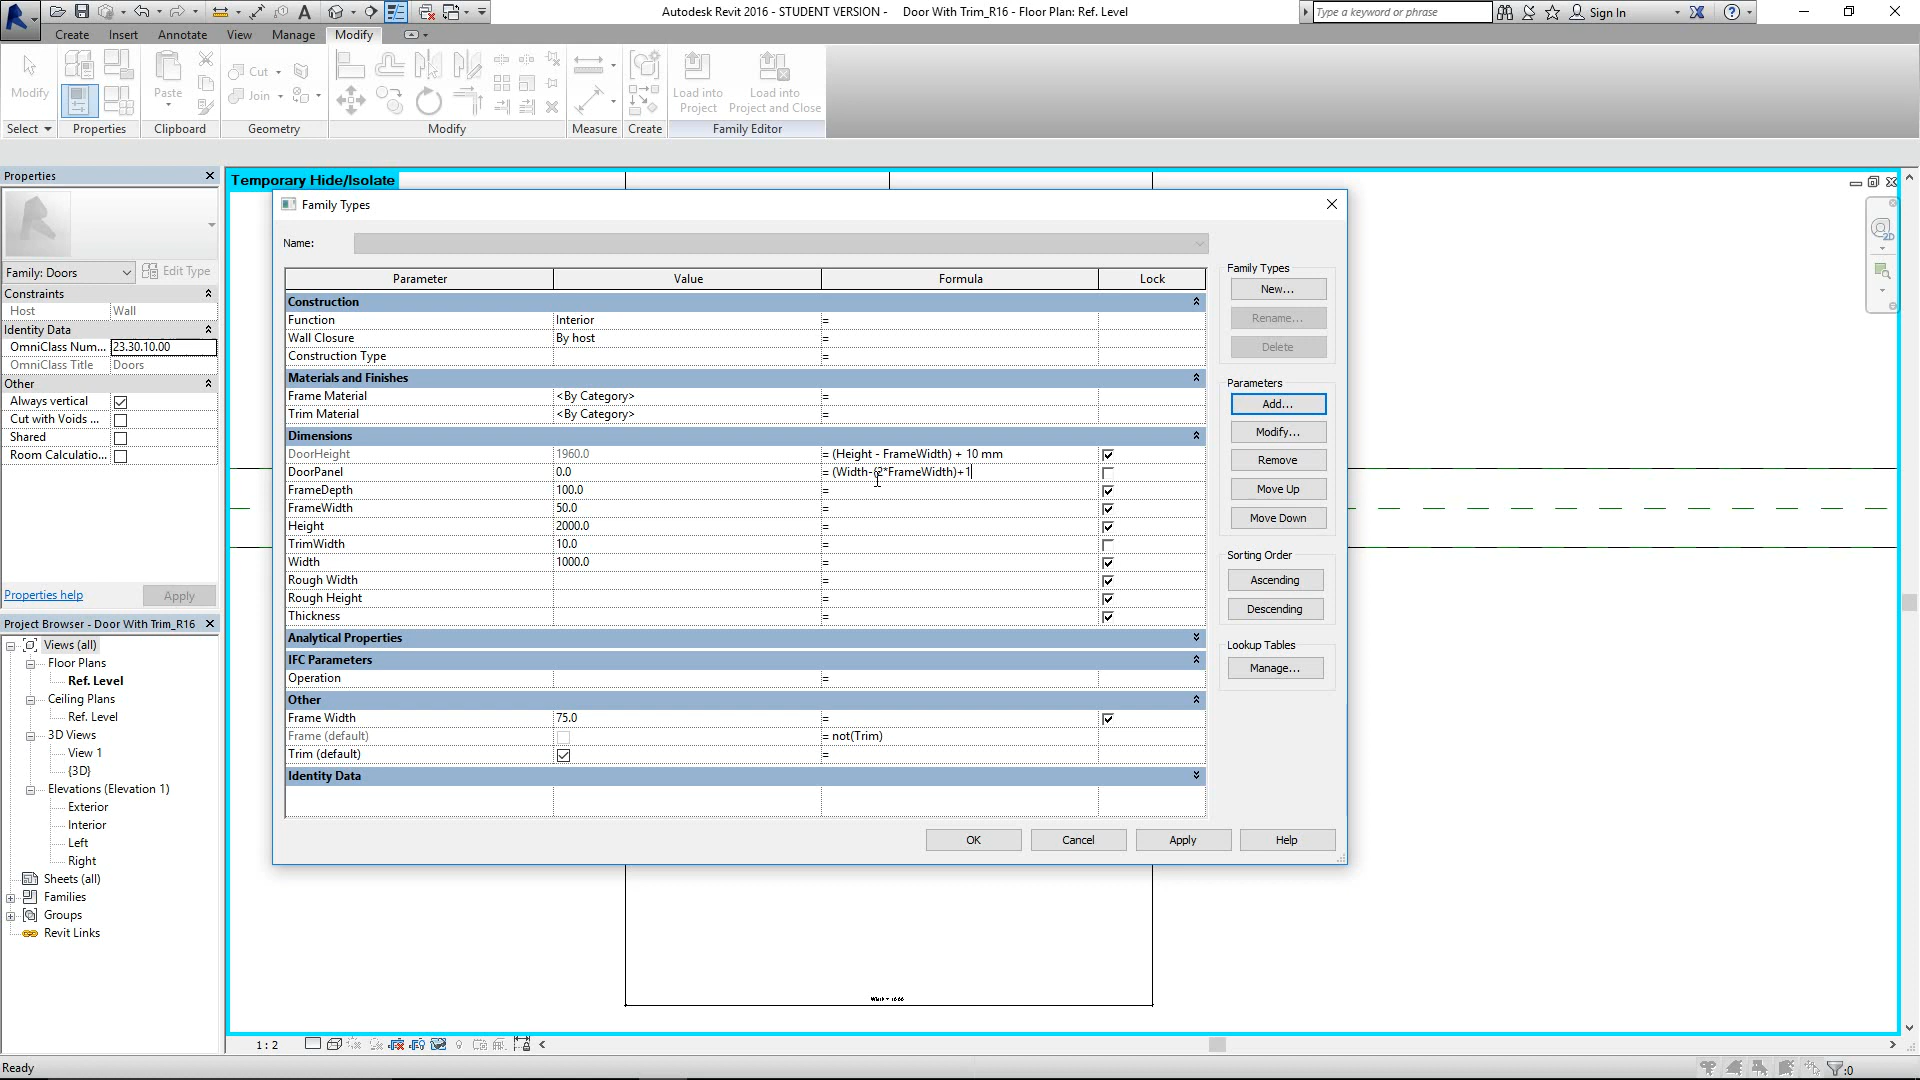 Autodesk Revit 2016 - STUDENT VERSION - Door With Trim_R16 - Floor Plan: Ref. Level
Type a keyword or phrase
Sign In
Create Insert Annotate View Manage Modify
Modify
Paste
Cut
Join
Load into Project
Load into Project and Close
Select Properties Clipboard Geometry Modify Measure Create Family Editor
Properties
Family: Doors Edit Type
Constraints
Host Wall
Identity Data
OmniClass Num... 23.30.10.00
OmniClass Title Doors
Other
Always vertical
Cut with Voids ...
Shared
Room Calculatio...
Properties help Apply
Project Browser - Door With Trim_R16
Views (all)
Floor Plans
Ref. Level
Ceiling Plans
Ref. Level
3D Views
View 1
{3D}
Elevations (Elevation 1)
Exterior
Interior
Left
Right
Sheets (all)
Families
Groups
Revit Links
Temporary Hide/Isolate
Family Types
Name:
Parameter Value Formula Lock
Construction
Function Interior =
Wall Closure By host =
Construction Type =
Materials and Finishes
Frame Material <By Category> =
Trim Material <By Category> =
Dimensions
DoorHeight 1960.0 = (Height - FrameWidth) + 10 mm
DoorPanel 0.0 = (Width-(2*FrameWidth)+1
FrameDepth 100.0 =
FrameWidth 50.0 =
Height 2000.0 =
TrimWidth 10.0 =
Width 1000.0 =
Rough Width =
Rough Height =
Thickness =
Analytical Properties
IFC Parameters
Operation =
Other
Frame Width 75.0 =
Frame (default) = not(Trim)
Trim (default) =
Identity Data
Family Types
New...
Rename...
Delete
Parameters
Add...
Modify...
Remove
Move Up
Move Down
Sorting Order
Ascending
Descending
Lookup Tables
Manage...
OK Cancel Apply Help
1 : 2
Ready
:0